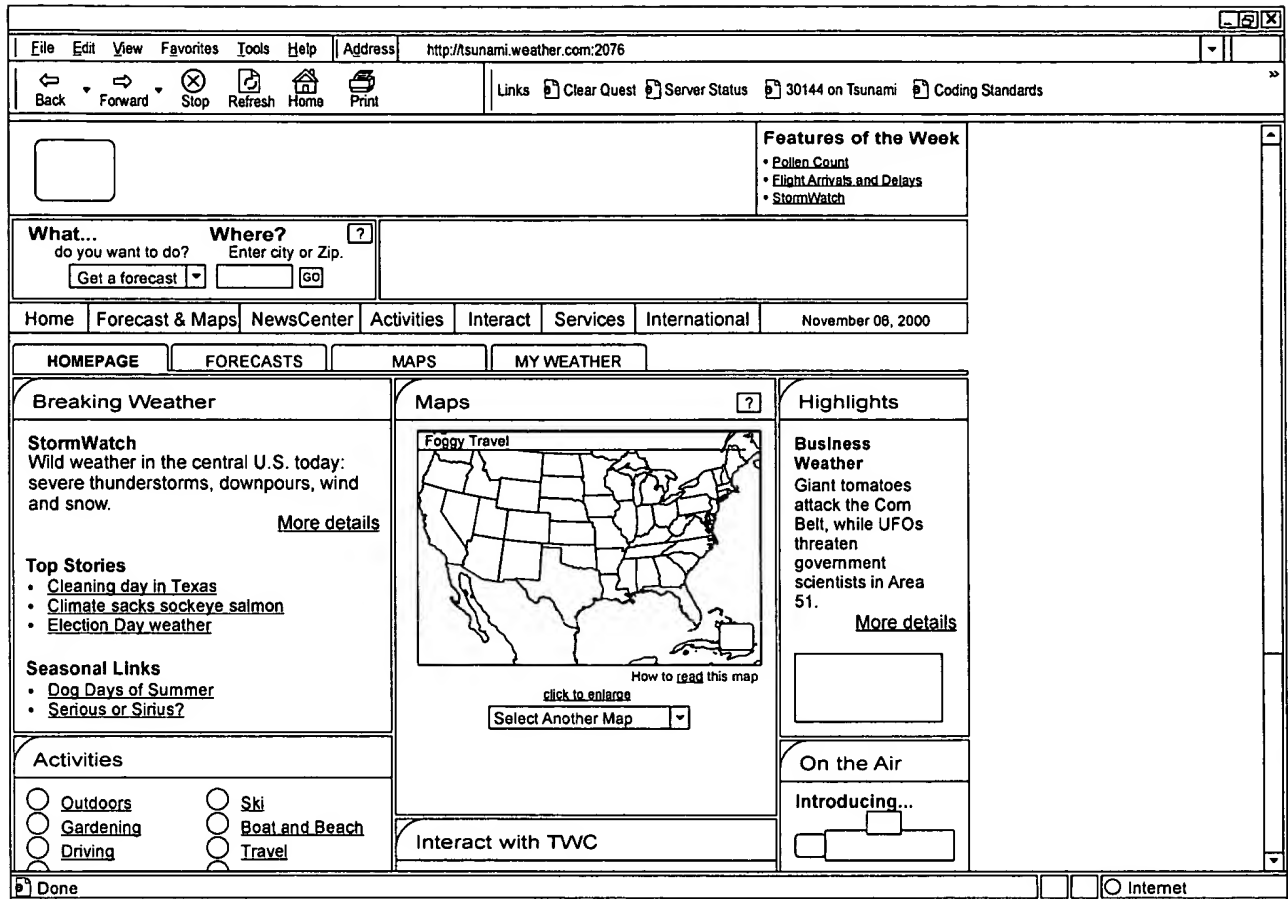 File Edit View Favorites Tools Help Address http://tsunami.weather.com:2076
Back Forward Stop Refresh Home Print Links Clear Quest Server Status 30144 on Tsunami Coding Standards »
Features of the Week
• Pollen Count
• Flight Arrivals and Delays
• StormWatch
What... Where? ?
do you want to do? Enter city or Zip.
Get a forecast GO
Home Forecast & Maps NewsCenter Activities Interact Services International November 06, 2000
HOMEPAGE FORECASTS MAPS MY WEATHER
Breaking Weather
StormWatch
Wild weather in the central U.S. today:
severe thunderstorms, downpours, wind
and snow.
More details
Top Stories
• Cleaning day in Texas
• Climate sacks sockeye salmon
• Election Day weather
Seasonal Links
• Dog Days of Summer
• Serious or Sirius?
Activities
Outdoors Ski
Gardening Boat and Beach
Driving Travel
Maps ?
Foggy Travel
How to read this map
click to enlarge
Select Another Map
Interact with TWC
Highlights
Business
Weather
Giant tomatoes
attack the Corn
Belt, while UFOs
threaten
government
scientists in Area
51.
More details
On the Air
Introducing...
Done Internet